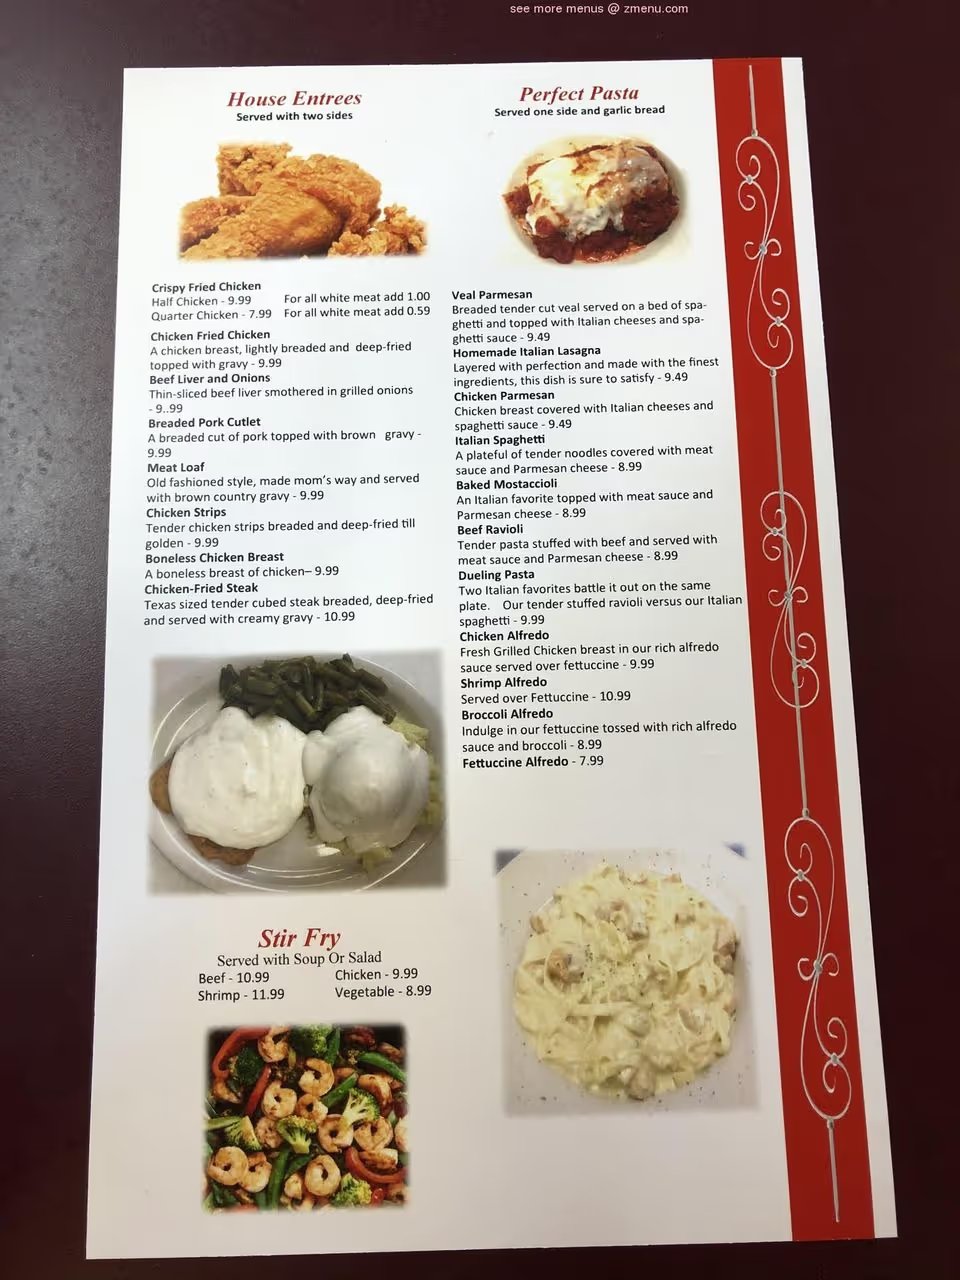 see more menus @ zmenu.com
House Entrees
Served with two sides
Crispy Fried Chicken
Half Chicken - 9.99 For all white meat add 1.00
Quarter Chicken - 7.99 For all white meat add 0.59
Chicken Fried Chicken
A chicken breast, lightly breaded and deep-fried
topped with gravy - 9.99
Beef Liver and Onions
Thin-sliced beef liver smothered in grilled onions
- 9..99
Breaded Pork Cutlet
A breaded cut of pork topped with brown gravy -
9.99
Meat Loaf
Old fashioned style, made mom's way and served
with brown country gravy - 9.99
Chicken Strips
Tender chicken strips breaded and deep-fried till
golden - 9.99
Boneless Chicken Breast
A boneless breast of chicken– 9.99
Chicken-Fried Steak
Texas sized tender cubed steak breaded, deep-fried
and served with creamy gravy - 10.99
Stir Fry
Served with Soup Or Salad
Beef - 10.99 Chicken - 9.99
Shrimp - 11.99 Vegetable - 8.99
Perfect Pasta
Served one side and garlic bread
Veal Parmesan
Breaded tender cut veal served on a bed of spa-
ghetti and topped with Italian cheeses and spa-
ghetti sauce - 9.49
Homemade Italian Lasagna
Layered with perfection and made with the finest
ingredients, this dish is sure to satisfy - 9.49
Chicken Parmesan
Chicken breast covered with Italian cheeses and
spaghetti sauce - 9.49
Italian Spaghetti
A plateful of tender noodles covered with meat
sauce and Parmesan cheese - 8.99
Baked Mostaccioli
An Italian favorite topped with meat sauce and
Parmesan cheese - 8.99
Beef Ravioli
Tender pasta stuffed with beef and served with
meat sauce and Parmesan cheese - 8.99
Dueling Pasta
Two Italian favorites battle it out on the same
plate. Our tender stuffed ravioli versus our Italian
spaghetti - 9.99
Chicken Alfredo
Fresh Grilled Chicken breast in our rich alfredo
sauce served over fettuccine - 9.99
Shrimp Alfredo
Served over Fettuccine - 10.99
Broccoli Alfredo
Indulge in our fettuccine tossed with rich alfredo
sauce and broccoli - 8.99
Fettuccine Alfredo - 7.99